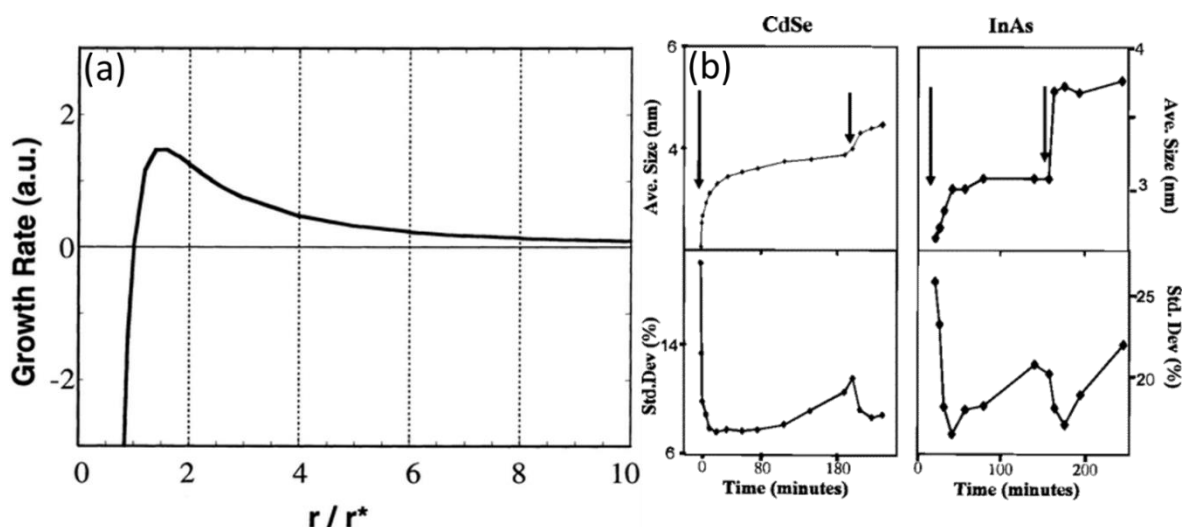 (a)
Growth Rate (a.u.)
2
0
-2
0 2 4 6 8 10
r / r*
(b)
CdSe
InAs
6
4
Ave. Size (nm)
4
3
Ave. Size (nm)
14
6
Std.Dev (%)
25
20
Std. Dev (%)
0 80 180
Time (minutes)
0 100 200
Time (minutes)